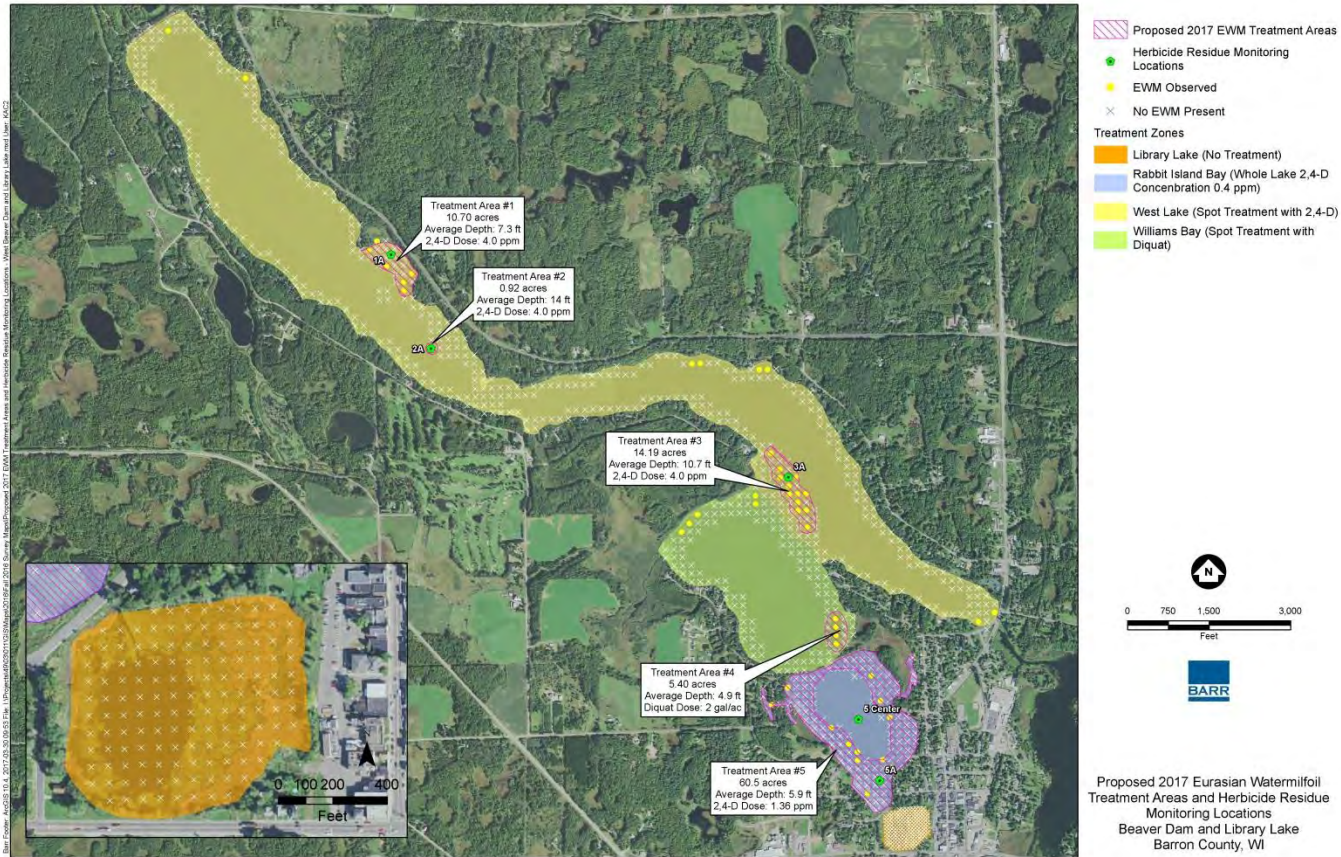 Treatment Area #1
10.70 acres
Average Depth: 7.3 ft
2,4-D Dose: 4.0 ppm
1A
Treatment Area #2
0.92 acres
Average Depth: 14 ft
2,4-D Dose: 4.0 ppm
2A
Treatment Area #3
14.19 acres
Average Depth: 10.7 ft
2,4-D Dose: 4.0 ppm
3A
Treatment Area #4
5.40 acres
Average Depth: 4.9 ft
Diquat Dose: 2 gal/ac
5 Center
5A
Treatment Area #5
60.5 acres
Average Depth: 5.9 ft
2,4-D Dose: 1.36 ppm
0 100 200 400
Feet
Proposed 2017 EWM Treatment Areas
Herbicide Residue Monitoring
Locations
EWM Observed
No EWM Present
Treatment Zones
Library Lake (No Treatment)
Rabbit Island Bay (Whole Lake 2,4-D
Concenbration 0.4 ppm)
West Lake (Spot Treatment with 2,4-D)
Williams Bay (Spot Treatment with
Diquat)
N
0 750 1,500 3,000
Feet
BARR
Proposed 2017 Eurasian Watermilfoil
Treatment Areas and Herbicide Residue
Monitoring Locations
Beaver Dam and Library Lake
Barron County, WI